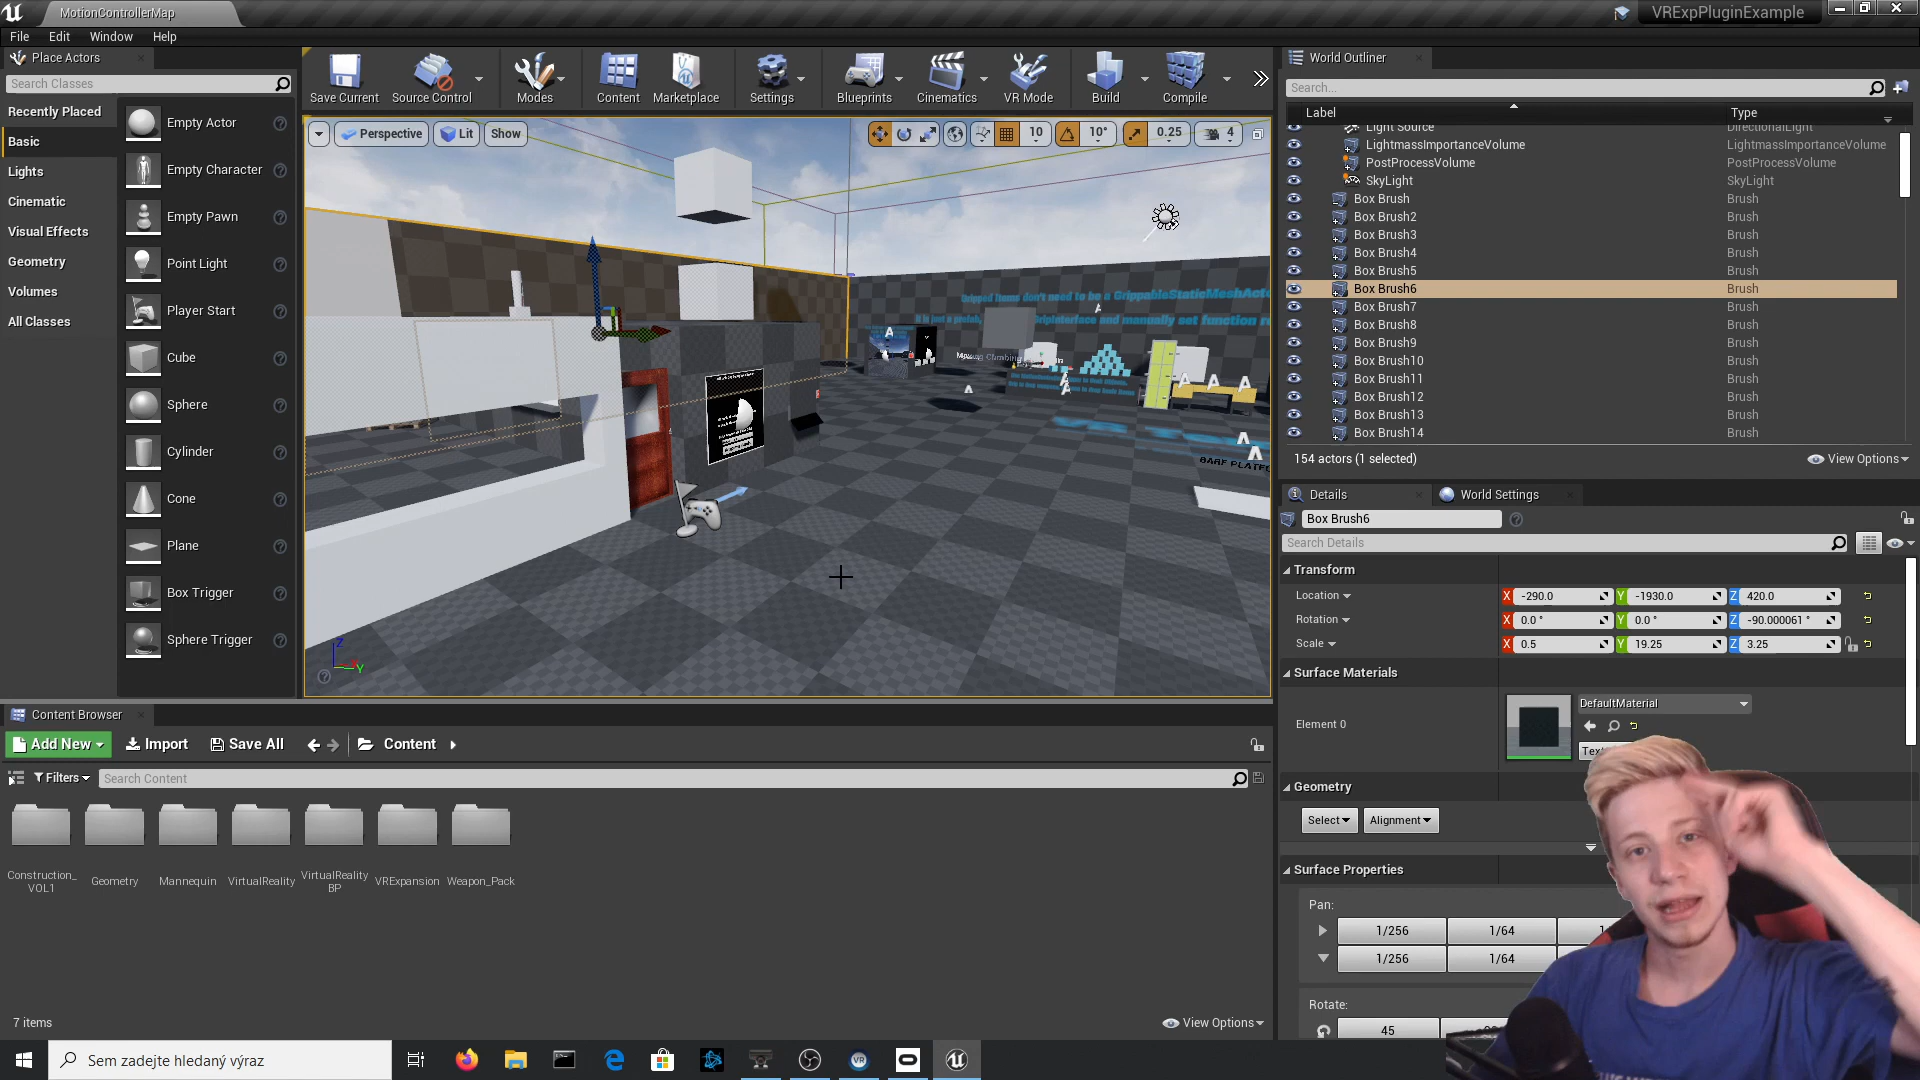 MotionControllerMap
VRExpPluginExample
File Edit Window Help
Place Actors
Search Classes
Recently Placed
Basic
Lights
Cinematic
Visual Effects
Geometry
Volumes
All Classes
Empty Actor
Empty Character
Empty Pawn
Point Light
Player Start
Cube
Sphere
Cylinder
Cone
Plane
Box Trigger
Sphere Trigger
Save Current
Source Control
Modes
Content
Marketplace
Settings
Blueprints
Cinematics
VR Mode
Build
Compile
Perspective Lit Show
10 10° 0.25 4
Gripped items don't need to be a GrippableStaticMeshActo
BARF PLATFO
Z
Y
World Outliner
Search...
Label Type
Light Source DirectionalLight
LightmassImportanceVolume LightmassImportanceVolume
PostProcessVolume PostProcessVolume
SkyLight SkyLight
Box Brush Brush
Box Brush2 Brush
Box Brush3 Brush
Box Brush4 Brush
Box Brush5 Brush
Box Brush6 Brush
Box Brush7 Brush
Box Brush8 Brush
Box Brush9 Brush
Box Brush10 Brush
Box Brush11 Brush
Box Brush12 Brush
Box Brush13 Brush
Box Brush14 Brush
154 actors (1 selected)
View Options
Details
World Settings
Box Brush6
Search Details
Transform
Location X -290.0 Y -1930.0 Z 420.0
Rotation X 0.0 ° Y 0.0 ° Z -90.000061 °
Scale X 0.5 Y 19.25 Z 3.25
Surface Materials
Element 0
DefaultMaterial
Geometry
Select Alignment
Surface Properties
Pan:
1/256 1/64
1/256 1/64
Rotate:
45
Content Browser
Add New Import Save All Content
Filters Search Content
Construction_
VOL1
Geometry
Mannequin
VirtualReality
VirtualReality
BP
VRExpansion
Weapon_Pack
7 items
View Options
Sem zadejte hledaný výraz